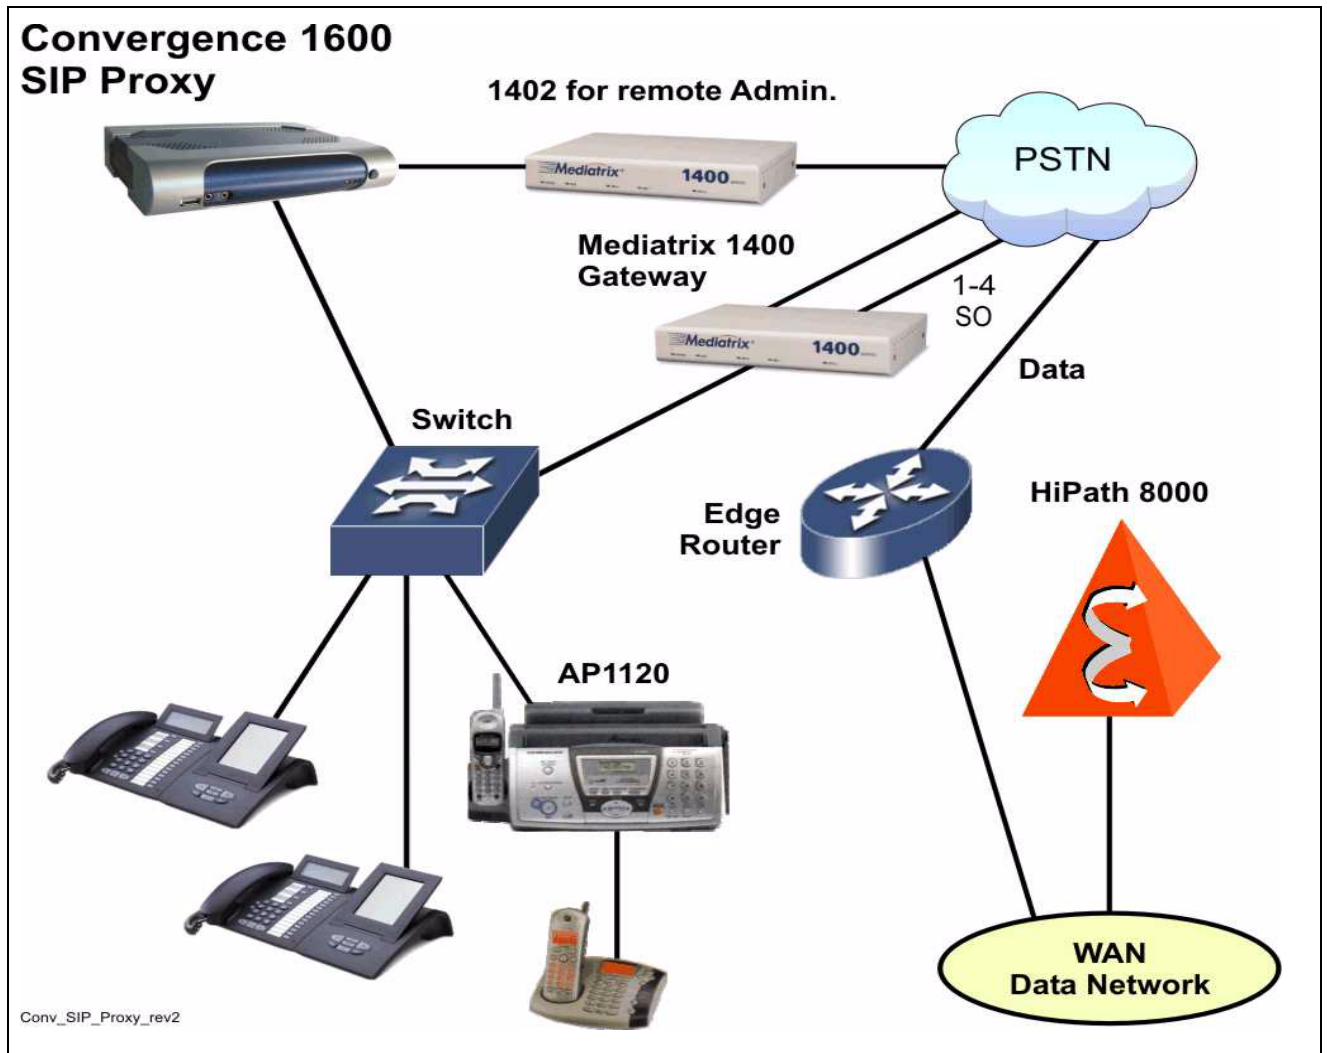 Convergence 1600
SIP Proxy
1402 for remote Admin.
Mediatrix
1400
PSTN
Mediatrix 1400
Gateway
1-4
SO
Mediatrix
1400
Data
Switch
HiPath 8000
Edge
Router
AP1120
WAN
Data Network
Conv_SIP_Proxy_rev2